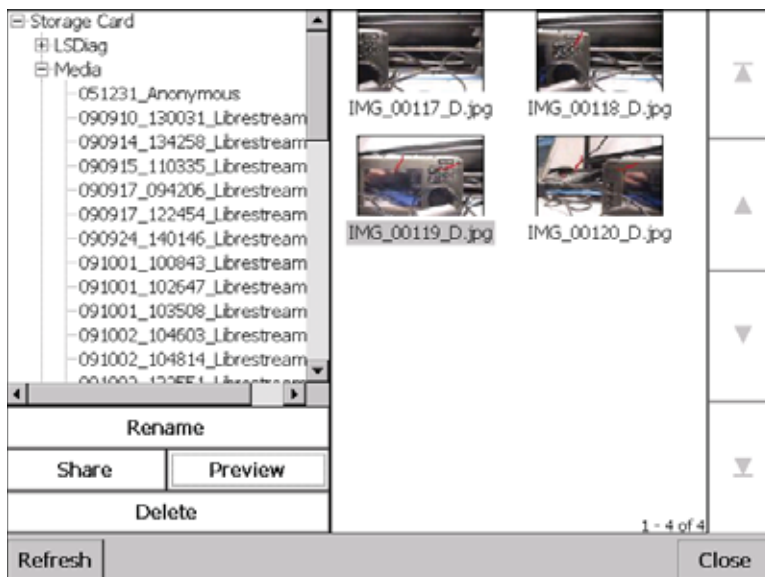 Storage Card
LSDiag
Media
051231_Anonymous
090910_130031_Librestream
090914_134258_Librestream
090915_110335_Librestream
090917_094206_Librestream
090917_122454_Librestream
090924_140146_Librestream
091001_100843_Librestream
091001_102647_Librestream
091001_103508_Librestream
091002_104603_Librestream
091002_104814_Librestream
Rename
Share
Preview
Delete
IMG_00117_D.jpg
IMG_00118_D.jpg
IMG_00119_D.jpg
IMG_00120_D.jpg
1 - 4 of 4
Refresh
Close